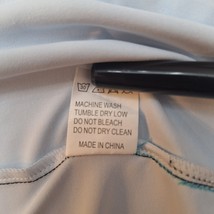 MACHINE WASH
TUMBLE DRY LOW
DO NOT BLEACH
DO NOT DRY CLEAN
MADE IN CHINA